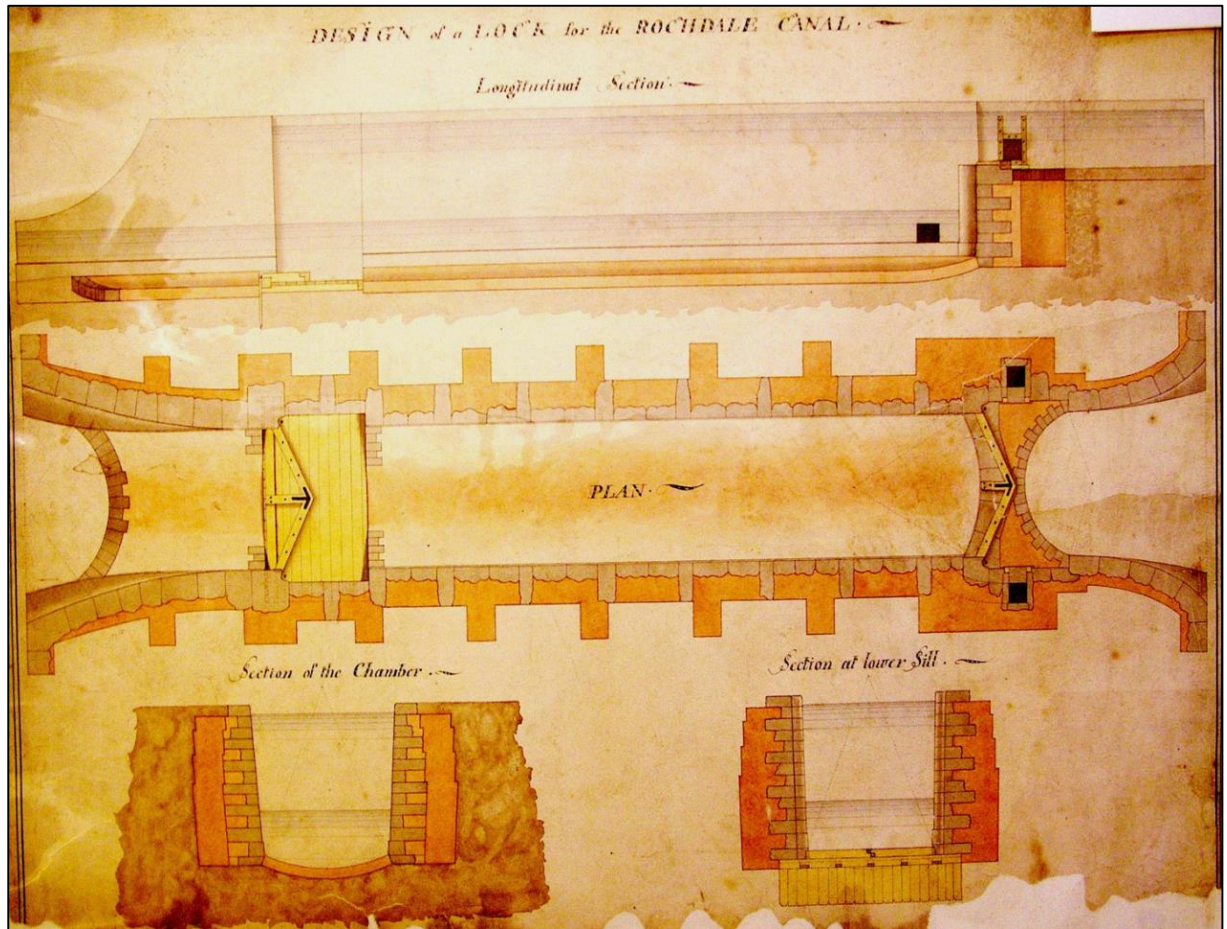 DESIGN of a LOCK for the ROCHDALE CANAL.
Longitudinal Section.
PLAN.
Section of the Chamber.
Section at lower Sill.